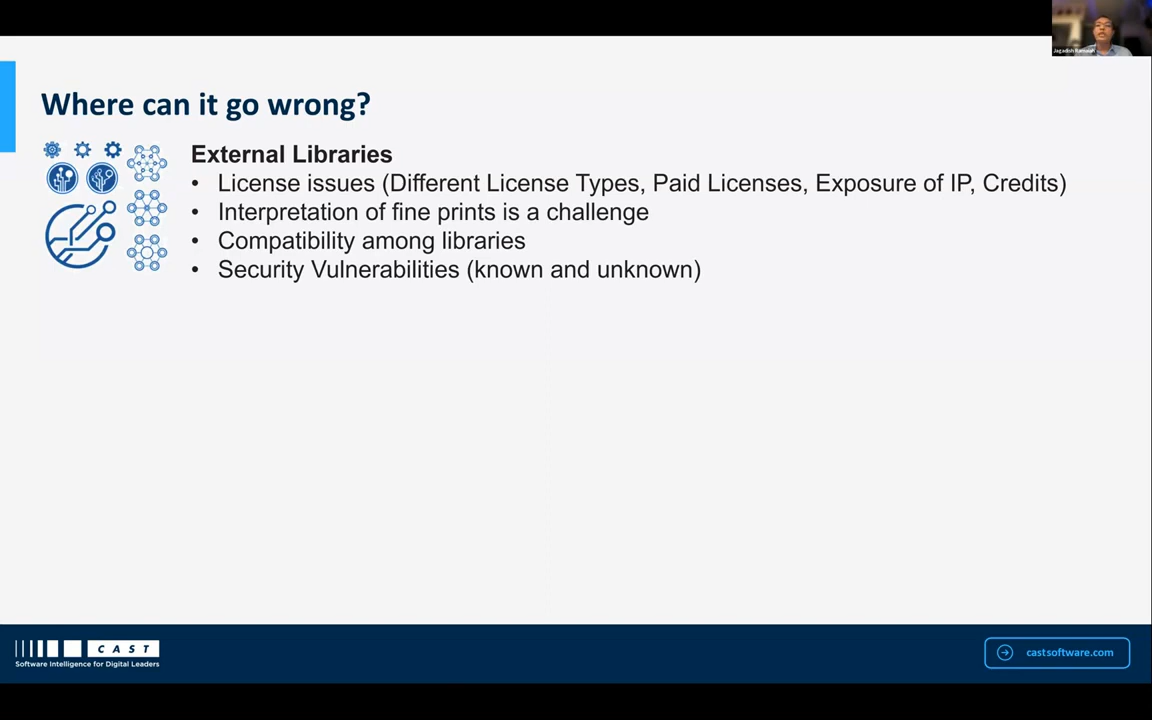 Where can it go wrong?
External Libraries
• License issues (Different License Types, Paid Licenses, Exposure of IP, Credits)
• Interpretation of fine prints is a challenge
• Compatibility among libraries
• Security Vulnerabilities (known and unknown)
CAST
Software Intelligence for Digital Leaders
castsoftware.com
Jagadish